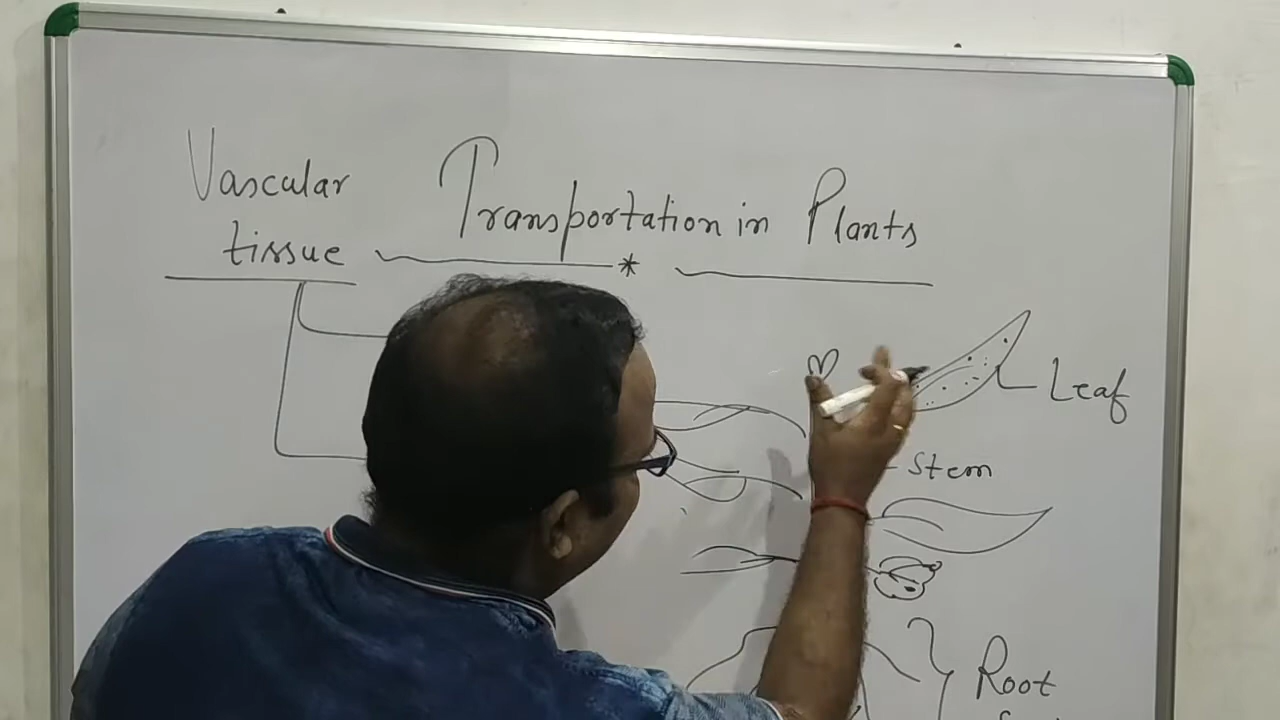 Vascular
tissue
Transportation in Plants
*
Leaf
Stem
Root